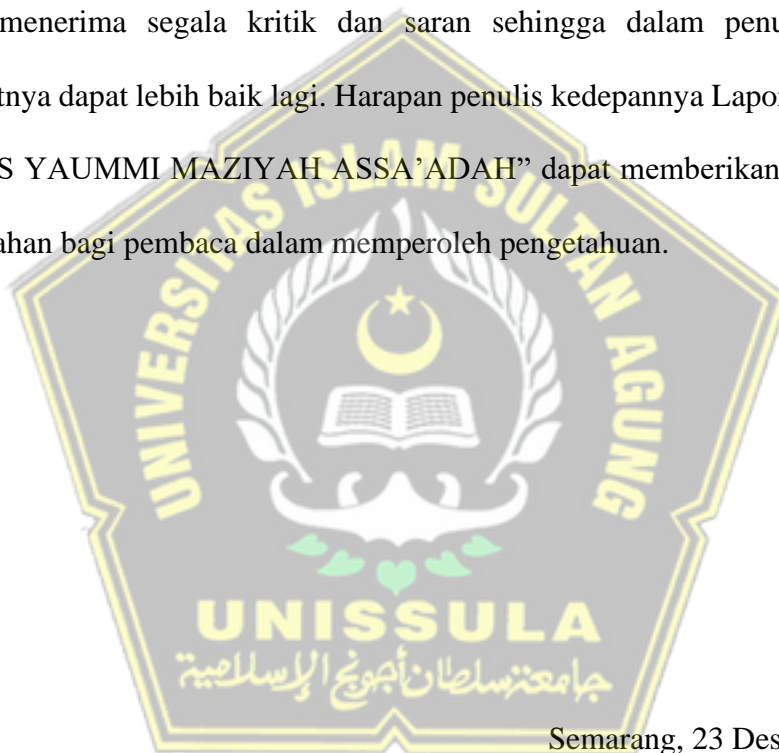 menerima segala kritik dan saran sehingga dalam penu
tnya dapat lebih baik lagi. Harapan penulis kedepannya Lapor
S YAUMMI MAZIYAH ASSA’ADAH” dapat memberikan
ahan bagi pembaca dalam memperoleh pengetahuan.
UNIVERSITAS ISLAM SULTAN AGUNG
UNISSULA
جامعة سلطان أجونج الإسلامية
Semarang, 23 Des